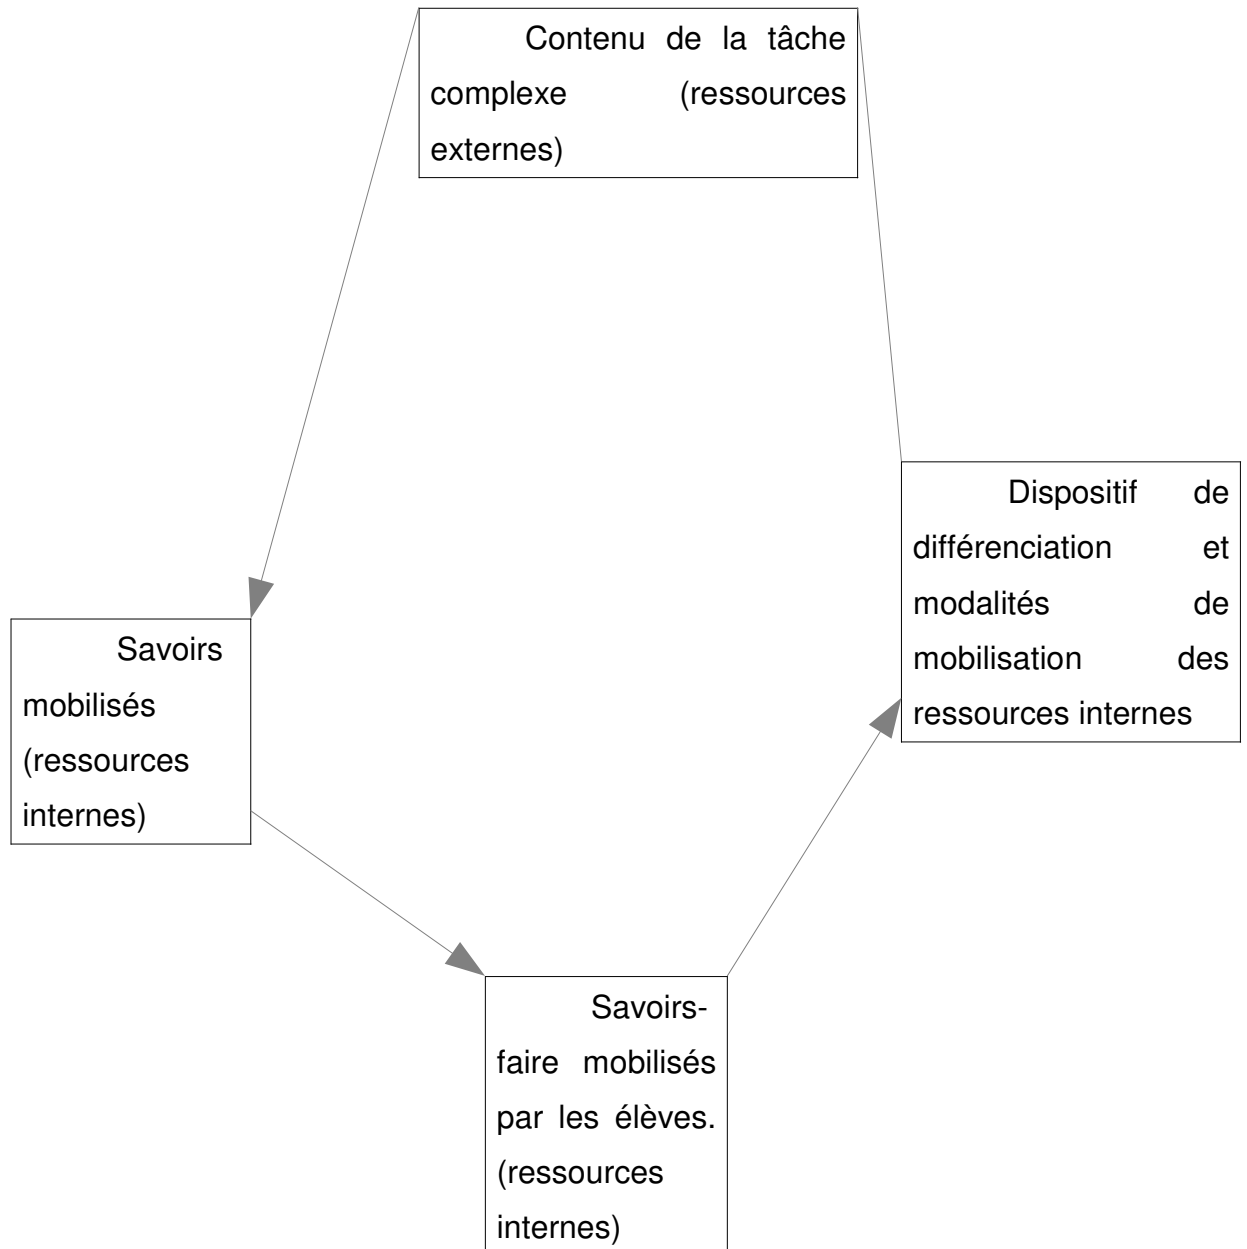 Contenu de la tâche
complexe (ressources
externes)
Dispositif de
différenciation et
modalités de
mobilisation des
ressources internes
Savoirs
mobilisés
(ressources
internes)
Savoirs-
faire mobilisés
par les élèves.
(ressources
internes)